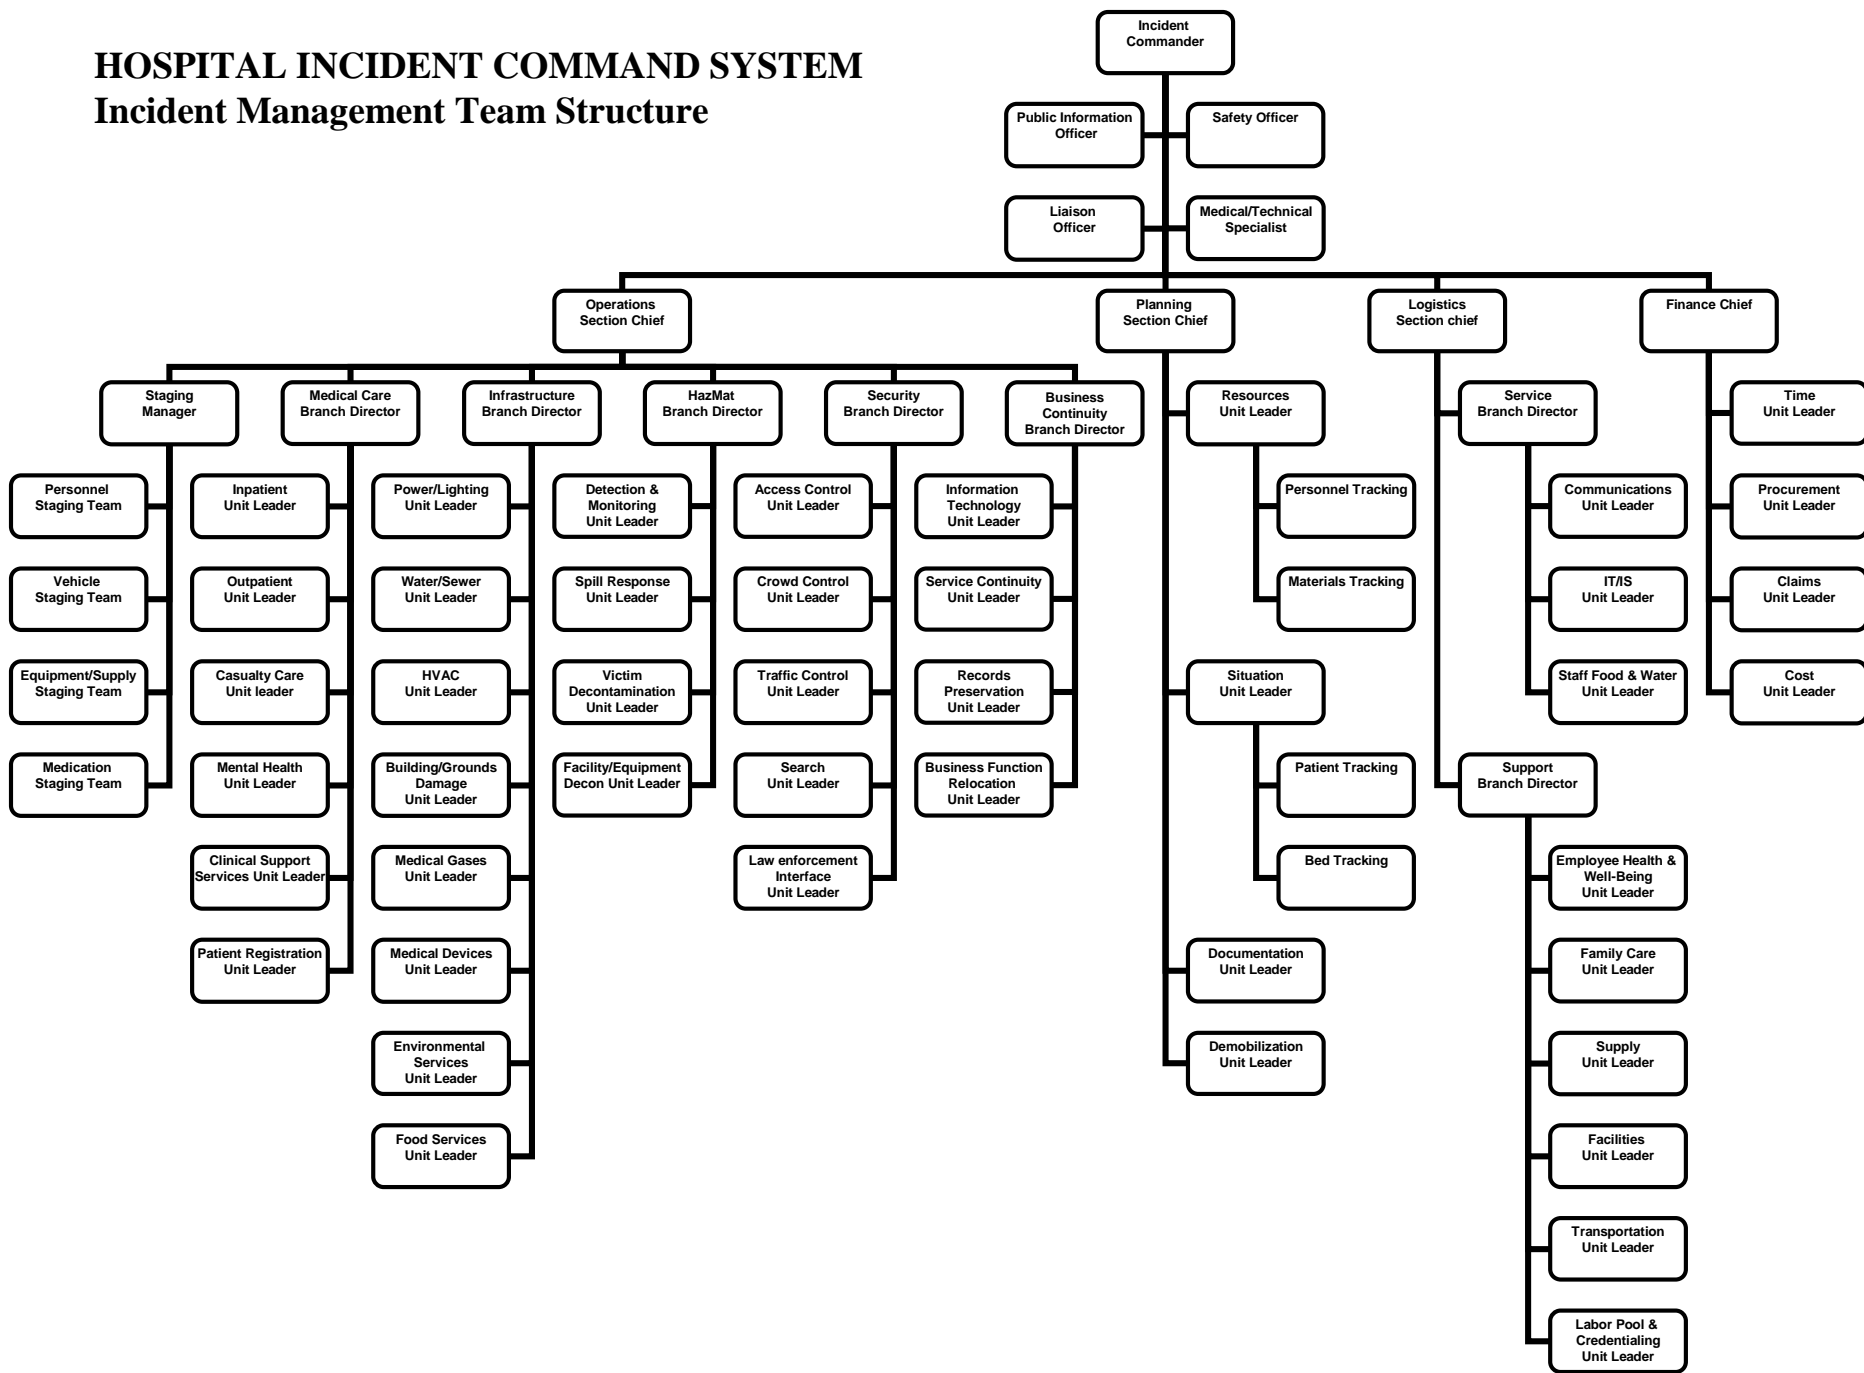 HOSPITAL INCIDENT COMMAND SYSTEM
Incident Management Team Structure
Incident
Commander
Public Information
Officer
Safety Officer
Liaison
Officer
Medical/Technical
Specialist
Operations
Section Chief
Planning
Section Chief
Logistics
Section chief
Finance Chief
Staging
Manager
Medical Care
Branch Director
Infrastructure
Branch Director
HazMat
Branch Director
Security
Branch Director
Business
Continuity
Branch Director
Resources
Unit Leader
Service
Branch Director
Time
Unit Leader
Personnel
Staging Team
Inpatient
Unit Leader
Power/Lighting
Unit Leader
Detection &
Monitoring
Unit Leader
Access Control
Unit Leader
Information
Technology
Unit Leader
Personnel Tracking
Communications
Unit Leader
Procurement
Unit Leader
Vehicle
Staging Team
Outpatient
Unit Leader
Water/Sewer
Unit Leader
Spill Response
Unit Leader
Crowd Control
Unit Leader
Service Continuity
Unit Leader
Materials Tracking
IT/IS
Unit Leader
Claims
Unit Leader
Equipment/Supply
Staging Team
Casualty Care
Unit leader
HVAC
Unit Leader
Victim
Decontamination
Unit Leader
Traffic Control
Unit Leader
Records
Preservation
Unit Leader
Situation
Unit Leader
Staff Food & Water
Unit Leader
Cost
Unit Leader
Medication
Staging Team
Mental Health
Unit Leader
Building/Grounds
Damage
Unit Leader
Facility/Equipment
Decon Unit Leader
Search
Unit Leader
Business Function
Relocation
Unit Leader
Patient Tracking
Support
Branch Director
Clinical Support
Services Unit Leader
Medical Gases
Unit Leader
Law enforcement
Interface
Unit Leader
Bed Tracking
Employee Health &
Well-Being
Unit Leader
Patient Registration
Unit Leader
Medical Devices
Unit Leader
Documentation
Unit Leader
Family Care
Unit Leader
Environmental
Services
Unit Leader
Demobilization
Unit Leader
Supply
Unit Leader
Food Services
Unit Leader
Facilities
Unit Leader
Transportation
Unit Leader
Labor Pool &
Credentialing
Unit Leader